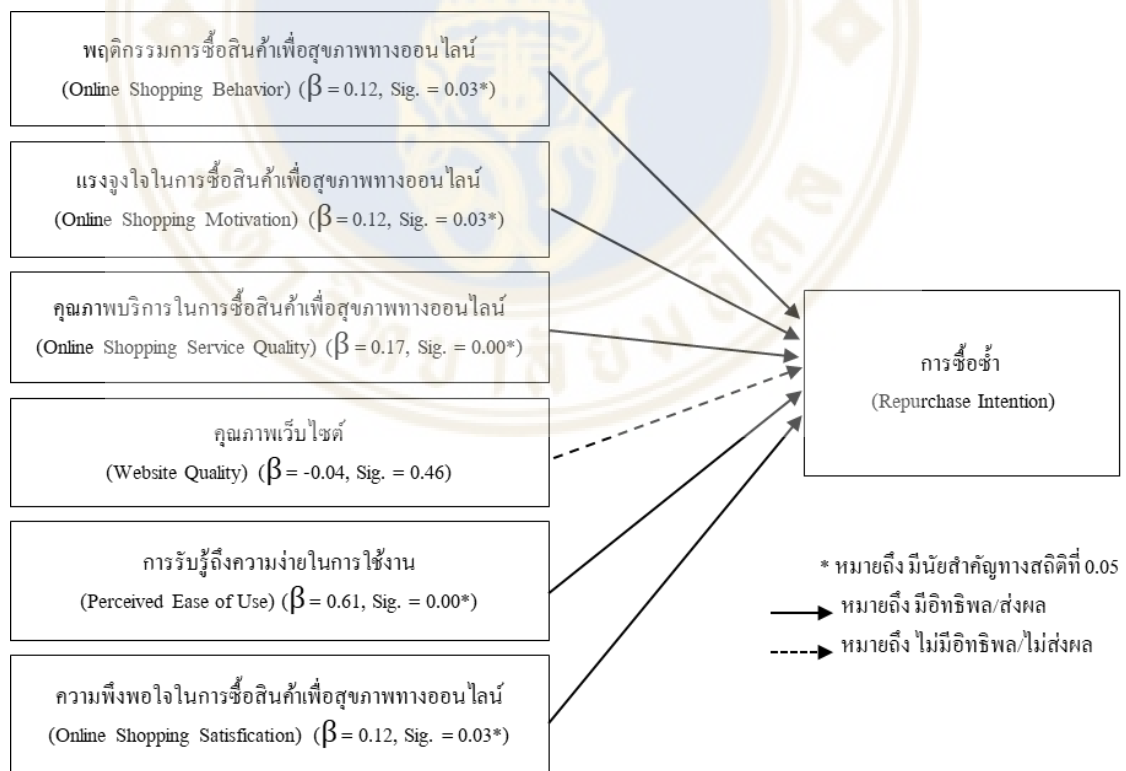 พฤติกรรมการซื้อสินค้าเพื่อสุขภาพทางออนไลน์
(Online Shopping Behavior) (β = 0.12, Sig. = 0.03*)
แรงจูงใจในการซื้อสินค้าเพื่อสุขภาพทางออนไลน์
(Online Shopping Motivation) (β = 0.12, Sig. = 0.03*)
คุณภาพบริการในการซื้อสินค้าเพื่อสุขภาพทางออนไลน์
(Online Shopping Service Quality) (β = 0.17, Sig. = 0.00*)
คุณภาพเว็บไซต์
(Website Quality) (β = -0.04, Sig. = 0.46)
การรับรู้ถึงความง่ายในการใช้งาน
(Perceived Ease of Use) (β = 0.61, Sig. = 0.00*)
ความพึงพอใจในการซื้อสินค้าเพื่อสุขภาพทางออนไลน์
(Online Shopping Satisfication) (β = 0.12, Sig. = 0.03*)
การซื้อซ้ำ
(Repurchase Intention)
* หมายถึง มีนัยสำคัญทางสถิติที่ 0.05
หมายถึง มีอิทธิพล/ส่งผล
หมายถึง ไม่มีอิทธิพล/ไม่ส่งผล
มหาวิทยาลัยมหิดล